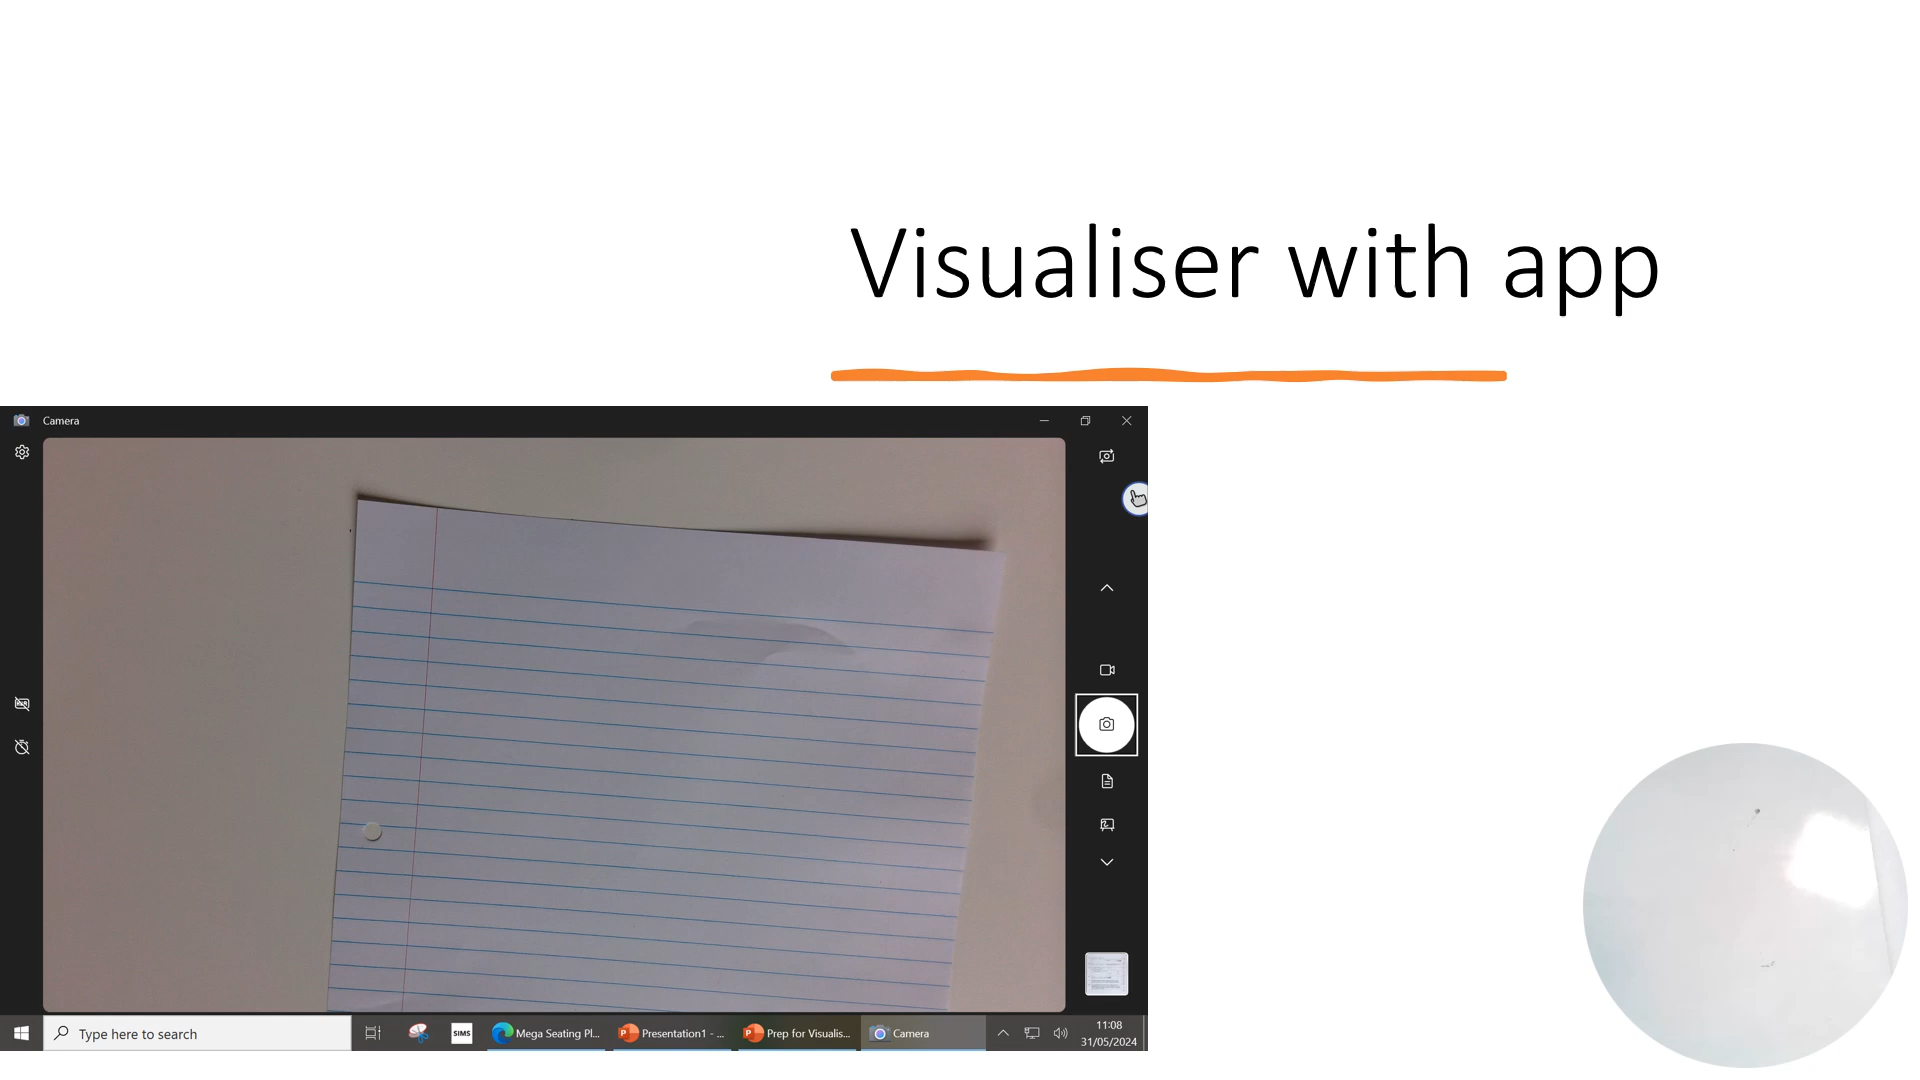 Visualiser with app
Camera
Type here to search
SIMS
Mega Seating Pl...
Presentation1 - ...
Prep for Visualis...
Camera
11:08
31/05/2024